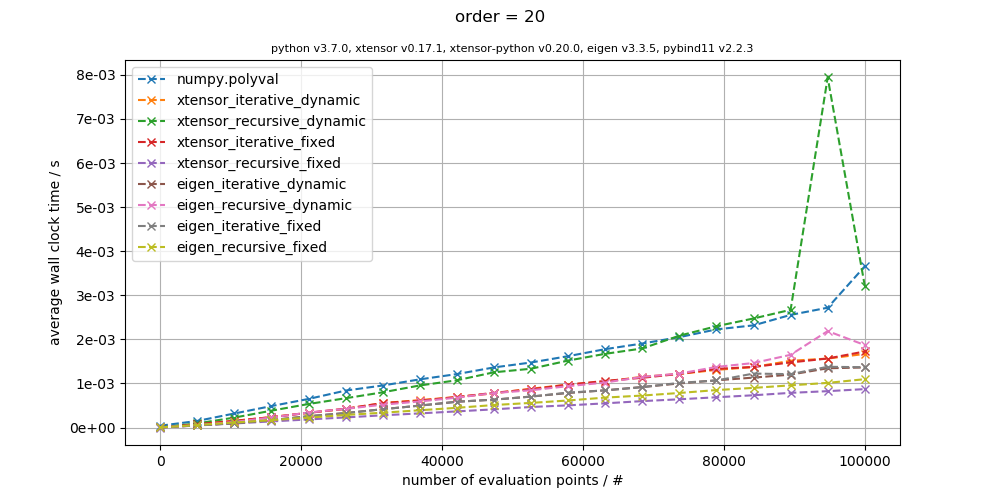 order = 20
python v3.7.0, xtensor v0.17.1, xtensor-python v0.20.0, eigen v3.3.5, pybind11 v2.2.3
numpy.polyval
xtensor_iterative_dynamic
xtensor_recursive_dynamic
xtensor_iterative_fixed
xtensor_recursive_fixed
eigen_iterative_dynamic
eigen_recursive_dynamic
eigen_iterative_fixed
eigen_recursive_fixed
average wall clock time / s
8e-03
7e-03
6e-03
5e-03
4e-03
3e-03
2e-03
1e-03
0e+00
0
20000
40000
60000
80000
100000
number of evaluation points / #